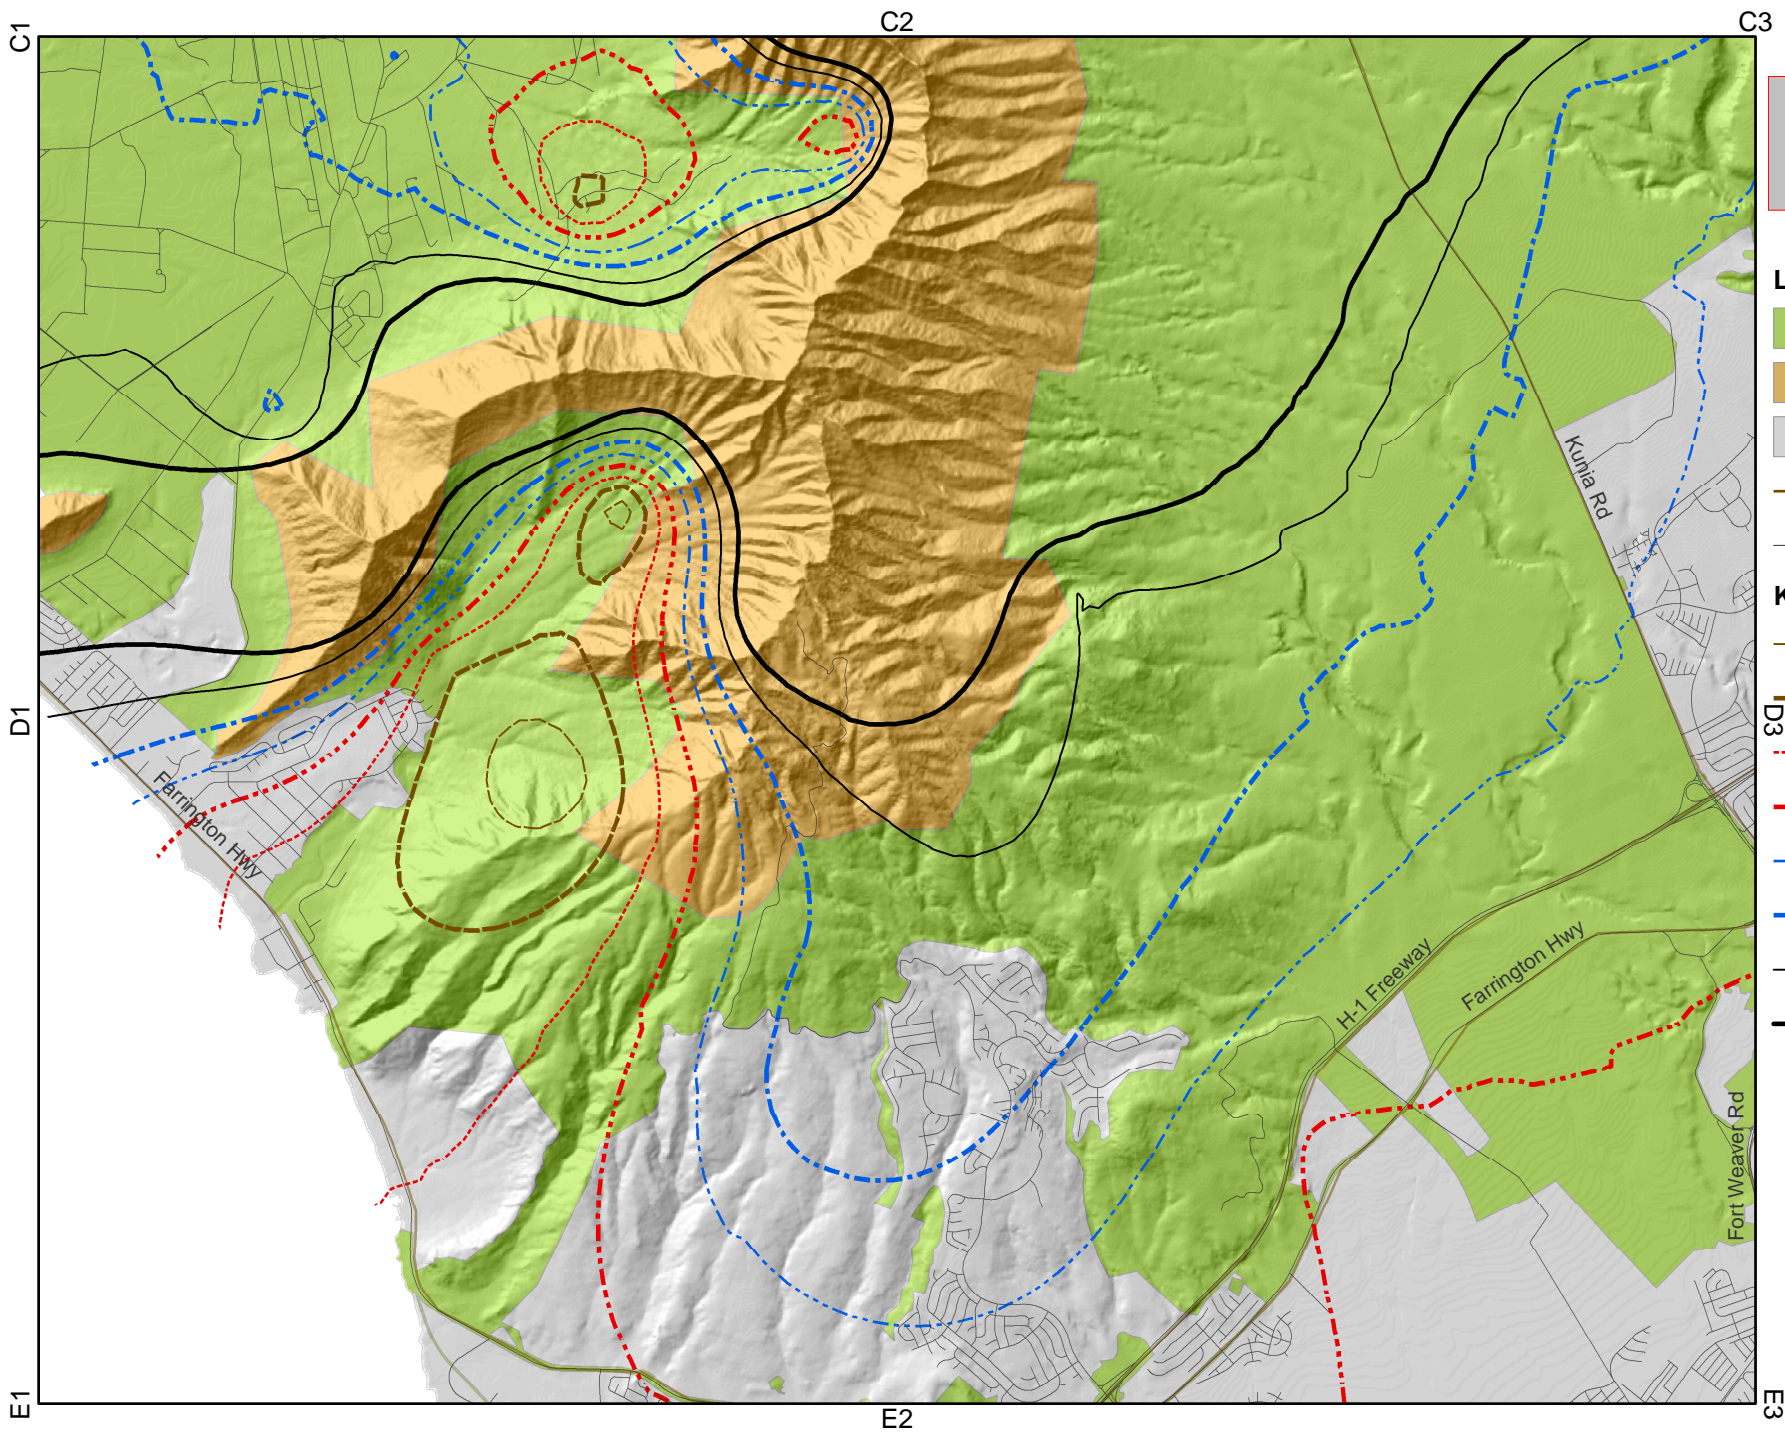 C1
C2
C3
L
Kunia Rd
K
D1
D3
Farrington Hwy
H-1 Freeway
Farrington Hwy
Fort Weaver Rd
E1
E2
E3